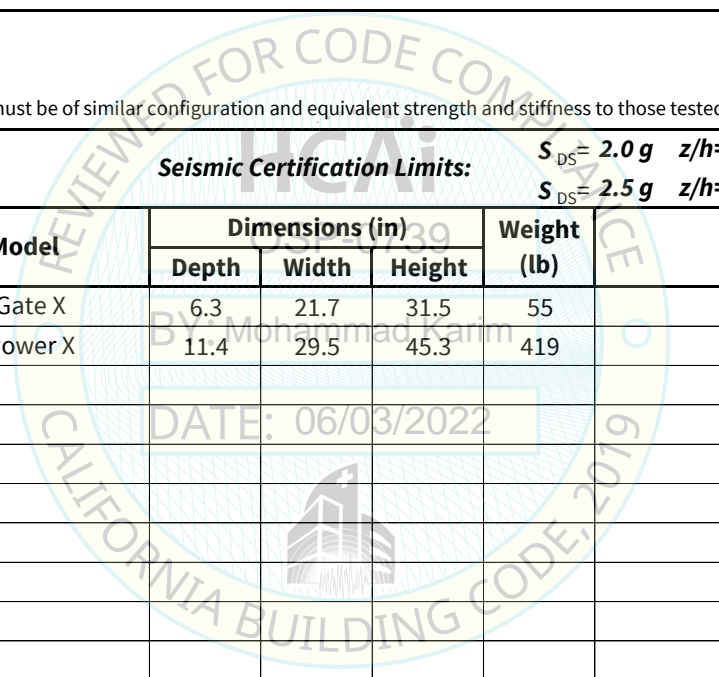 must be of similar configuration and equivalent strength and stiffness to those tested
Seismic Certification Limits:
S DS= 2.0 g z/h=
S DS= 2.5 g z/h=
Model
Dimensions (in)
Weight (lb)
Depth Width Height
Gate X 6.3 21.7 31.5 55
ower X 11.4 29.5 45.3 419
REVIEWED FOR CODE COMPLIANCE
HCAi
OSP-0739
BY: Mohammad Karim
DATE: 06/03/2022
CALIFORNIA BUILDING CODE, 2019